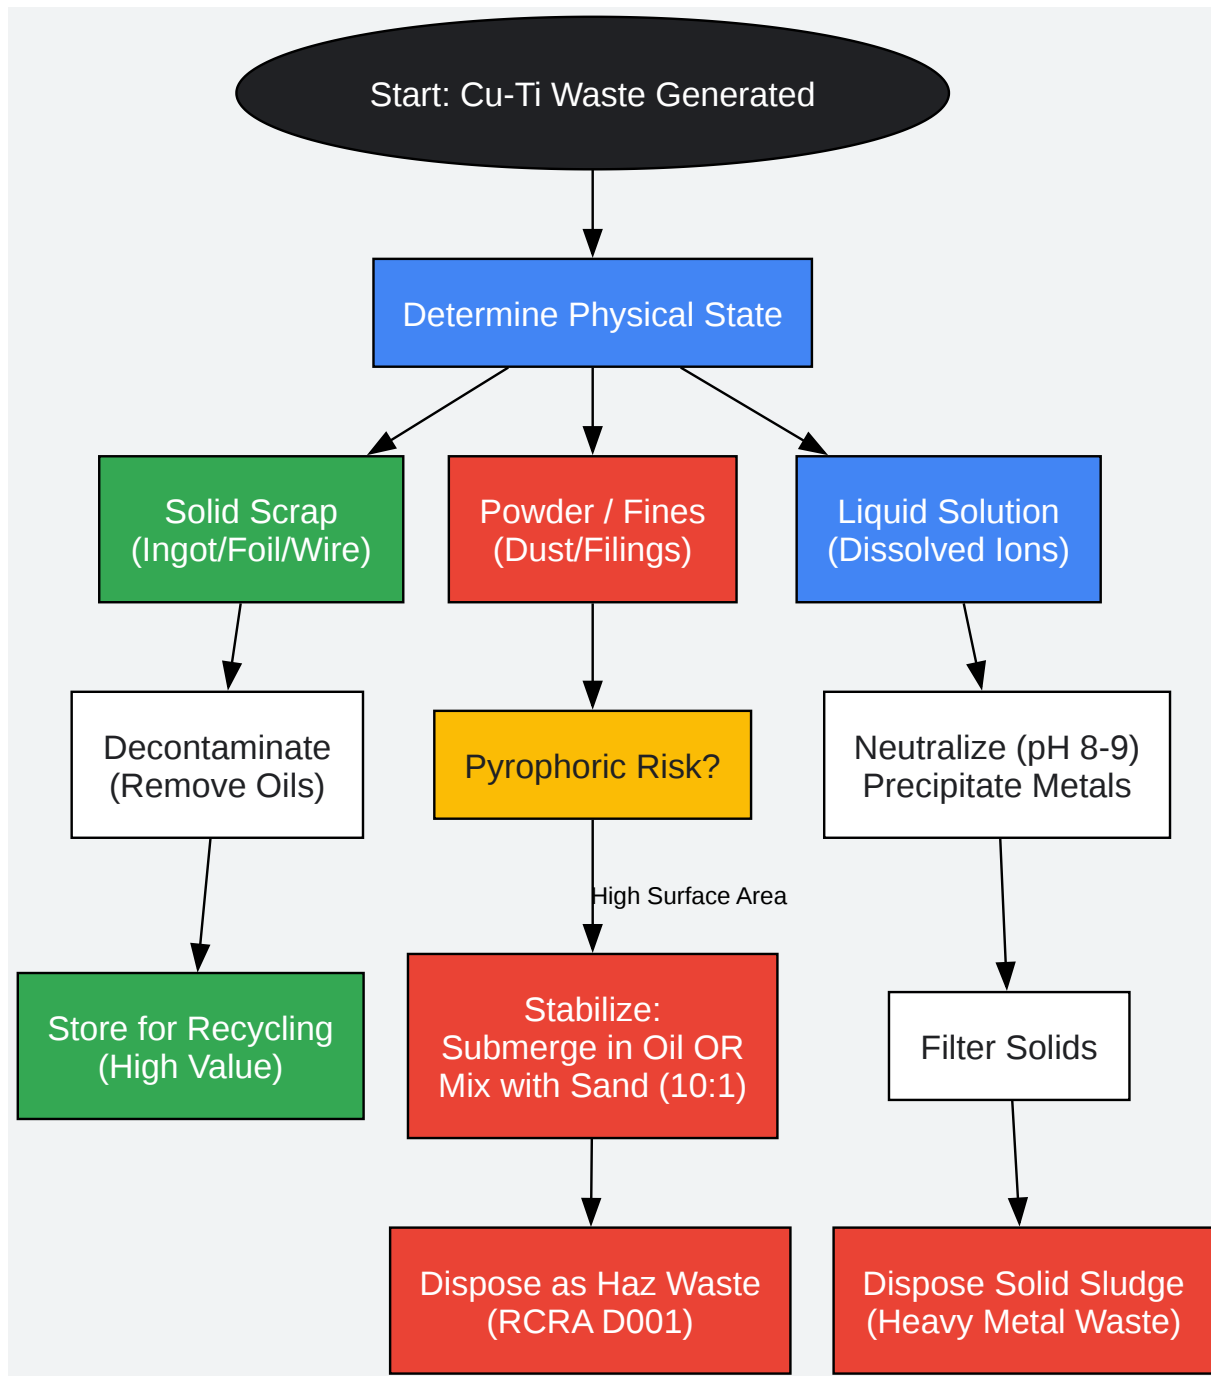 Start: Cu-Ti Waste Generated
Determine Physical State
Solid Scrap
(Ingot/Foil/Wire)
Powder / Fines
(Dust/Filings)
Liquid Solution
(Dissolved Ions)
Decontaminate
(Remove Oils)
Pyrophoric Risk?
Neutralize (pH 8-9)
Precipitate Metals
High Surface Area
Store for Recycling
(High Value)
Stabilize:
Submerge in Oil OR
Mix with Sand (10:1)
Filter Solids
Dispose as Haz Waste
(RCRA D001)
Dispose Solid Sludge
(Heavy Metal Waste)